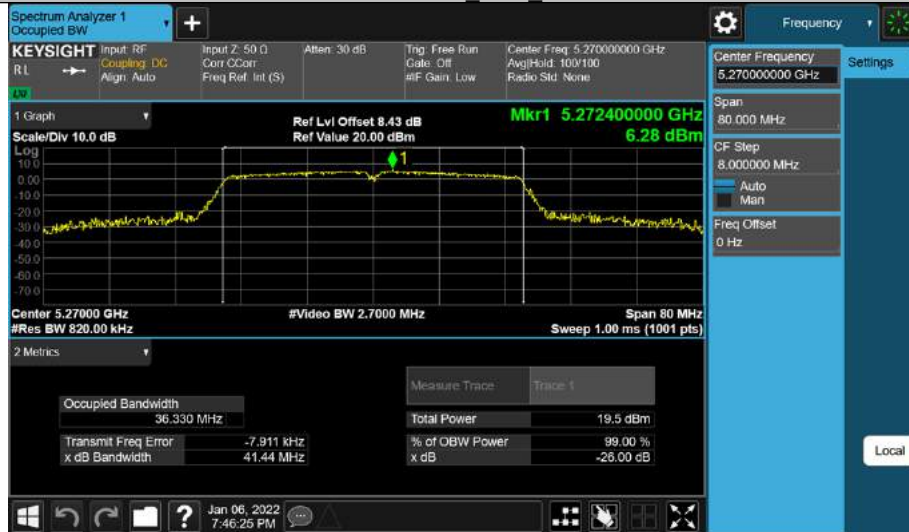 Spectrum Analyzer 1
Occupied BW
Frequency
KEYSIGHT
RL
Input: RF
Coupling: DC
Align: Auto
Input Z: 50 Ω
Corr CCorr
Freq Ref: Int (S)
Atten: 30 dB
Trig: Free Run
Gate: Off
#IF Gain: Low
Center Freq: 5.270000000 GHz
Avg|Hold: 100/100
Radio Std: None
Center Frequency
5.270000000 GHz
Settings
Span
80.000 MHz
CF Step
8.000000 MHz
Auto
Man
Freq Offset
0 Hz
Local
1 Graph
Scale/Div 10.0 dB
Ref Lvl Offset 8.43 dB
Ref Value 20.00 dBm
Mkr1 5.272400000 GHz
6.28 dBm
Log
10.0
0.00
-10.0
-20.0
-30.0
-40.0
-50.0
-60.0
-70.0
1
Center 5.27000 GHz
#Res BW 820.00 kHz
#Video BW 2.7000 MHz
Span 80 MHz
Sweep 1.00 ms (1001 pts)
2 Metrics
Measure Trace
Trace 1
Occupied Bandwidth
36.330 MHz
Total Power
19.5 dBm
Transmit Freq Error
-7.911 kHz
% of OBW Power
99.00 %
x dB Bandwidth
41.44 MHz
x dB
-26.00 dB
Jan 06, 2022
7:46:25 PM